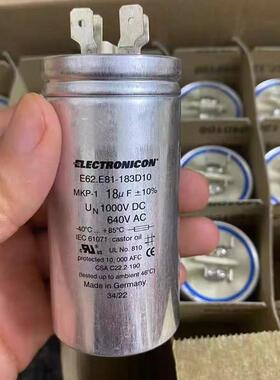 ELECTRONICON®
E62.E81-183D10
MKP-1 18µF ±10%
UN 1000V DC
640V AC
-40°C ... +85°C
IEC 61071: castor oil
UL No. 810
protected 10,000 AFC
CSA C22.2 190
(tested up to ambient 46°C)
Made in Germany
34/22